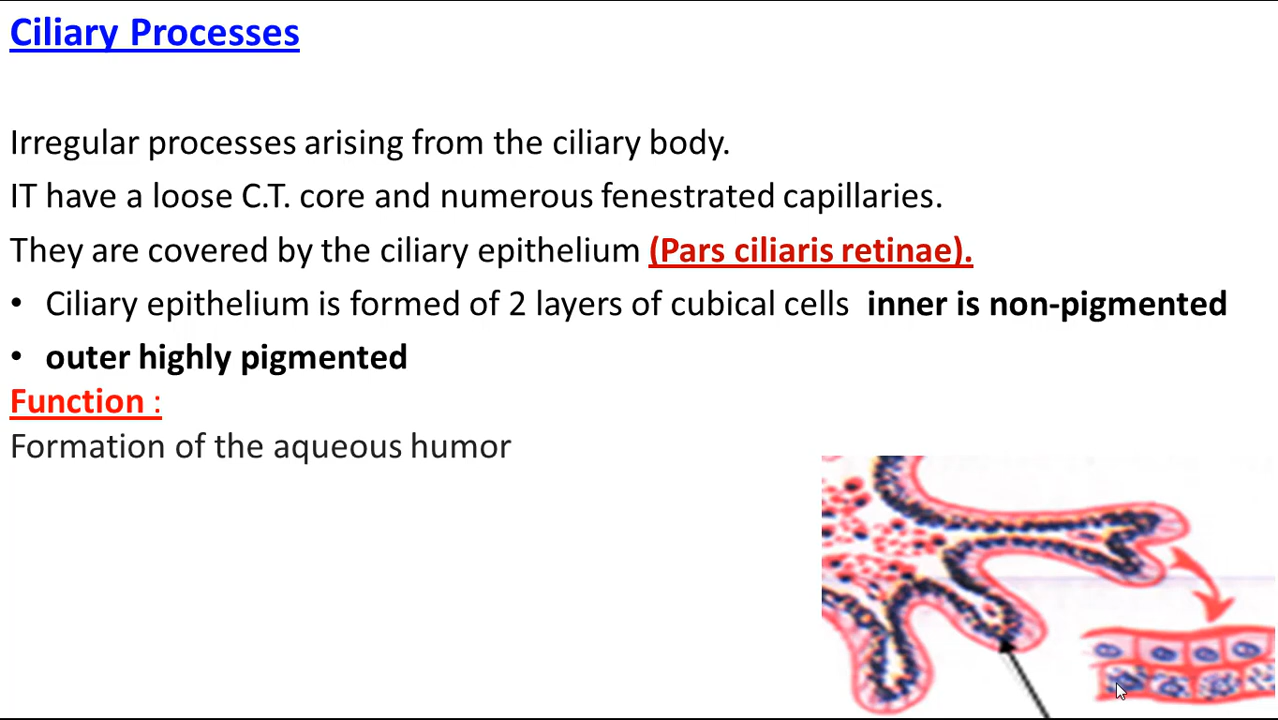 Ciliary Processes
Irregular processes arising from the ciliary body.
IT have a loose C.T. core and numerous fenestrated capillaries.
They are covered by the ciliary epithelium (Pars ciliaris retinae).
• Ciliary epithelium is formed of 2 layers of cubical cells inner is non-pigmented
• outer highly pigmented
Function :
Formation of the aqueous humor